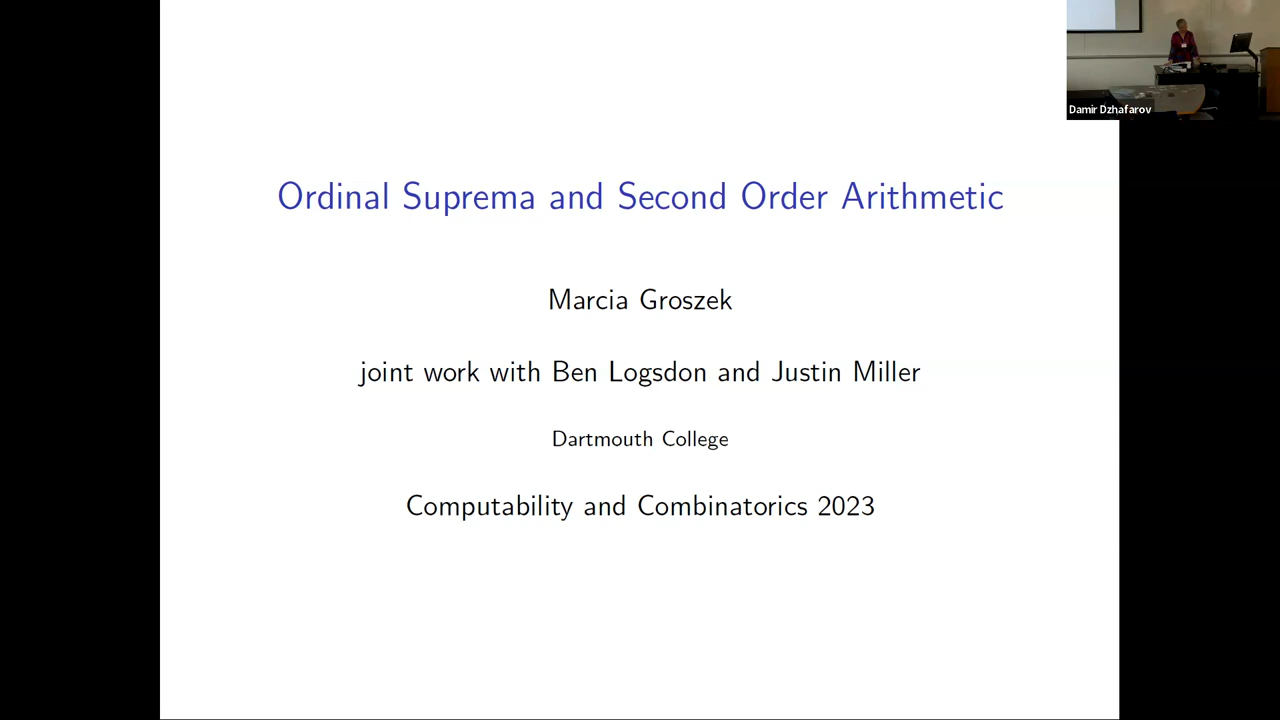 Damir Dzhafarov
Ordinal Suprema and Second Order Arithmetic
Marcia Groszek
joint work with Ben Logsdon and Justin Miller
Dartmouth College
Computability and Combinatorics 2023